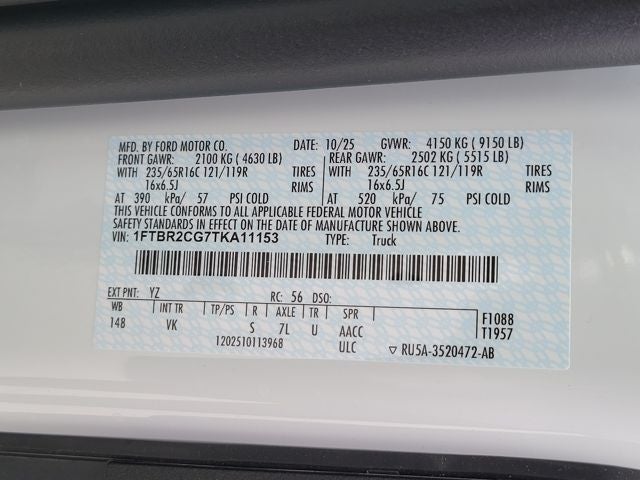 MFD. BY FORD MOTOR CO. DATE: 10/25 GVWR: 4150 KG ( 9150 LB)
FRONT GAWR: 2100 KG ( 4630 LB) REAR GAWR: 2502 KG ( 5515 LB)
WITH 235/65R16C 121/119R TIRES WITH 235/65R16C 121/119R TIRES
16x6.5J RIMS 16x6.5J RIMS
AT 390 kPa/ 57 PSI COLD AT 520 kPa/ 75 PSI COLD
THIS VEHICLE CONFORMS TO ALL APPLICABLE FEDERAL MOTOR VEHICLE
SAFETY STANDARDS IN EFFECT ON THE DATE OF MANUFACTURE SHOWN ABOVE.
VIN: 1FTBR2CG7TKA11153 TYPE: Truck
EXT PNT: YZ RC: 56 DSO:
WB INT TR TP/PS R AXLE TR SPR F1088
148 VK S 7L U AACC T1957
1202510113968 ULC ▽ RU5A-3520472-AB